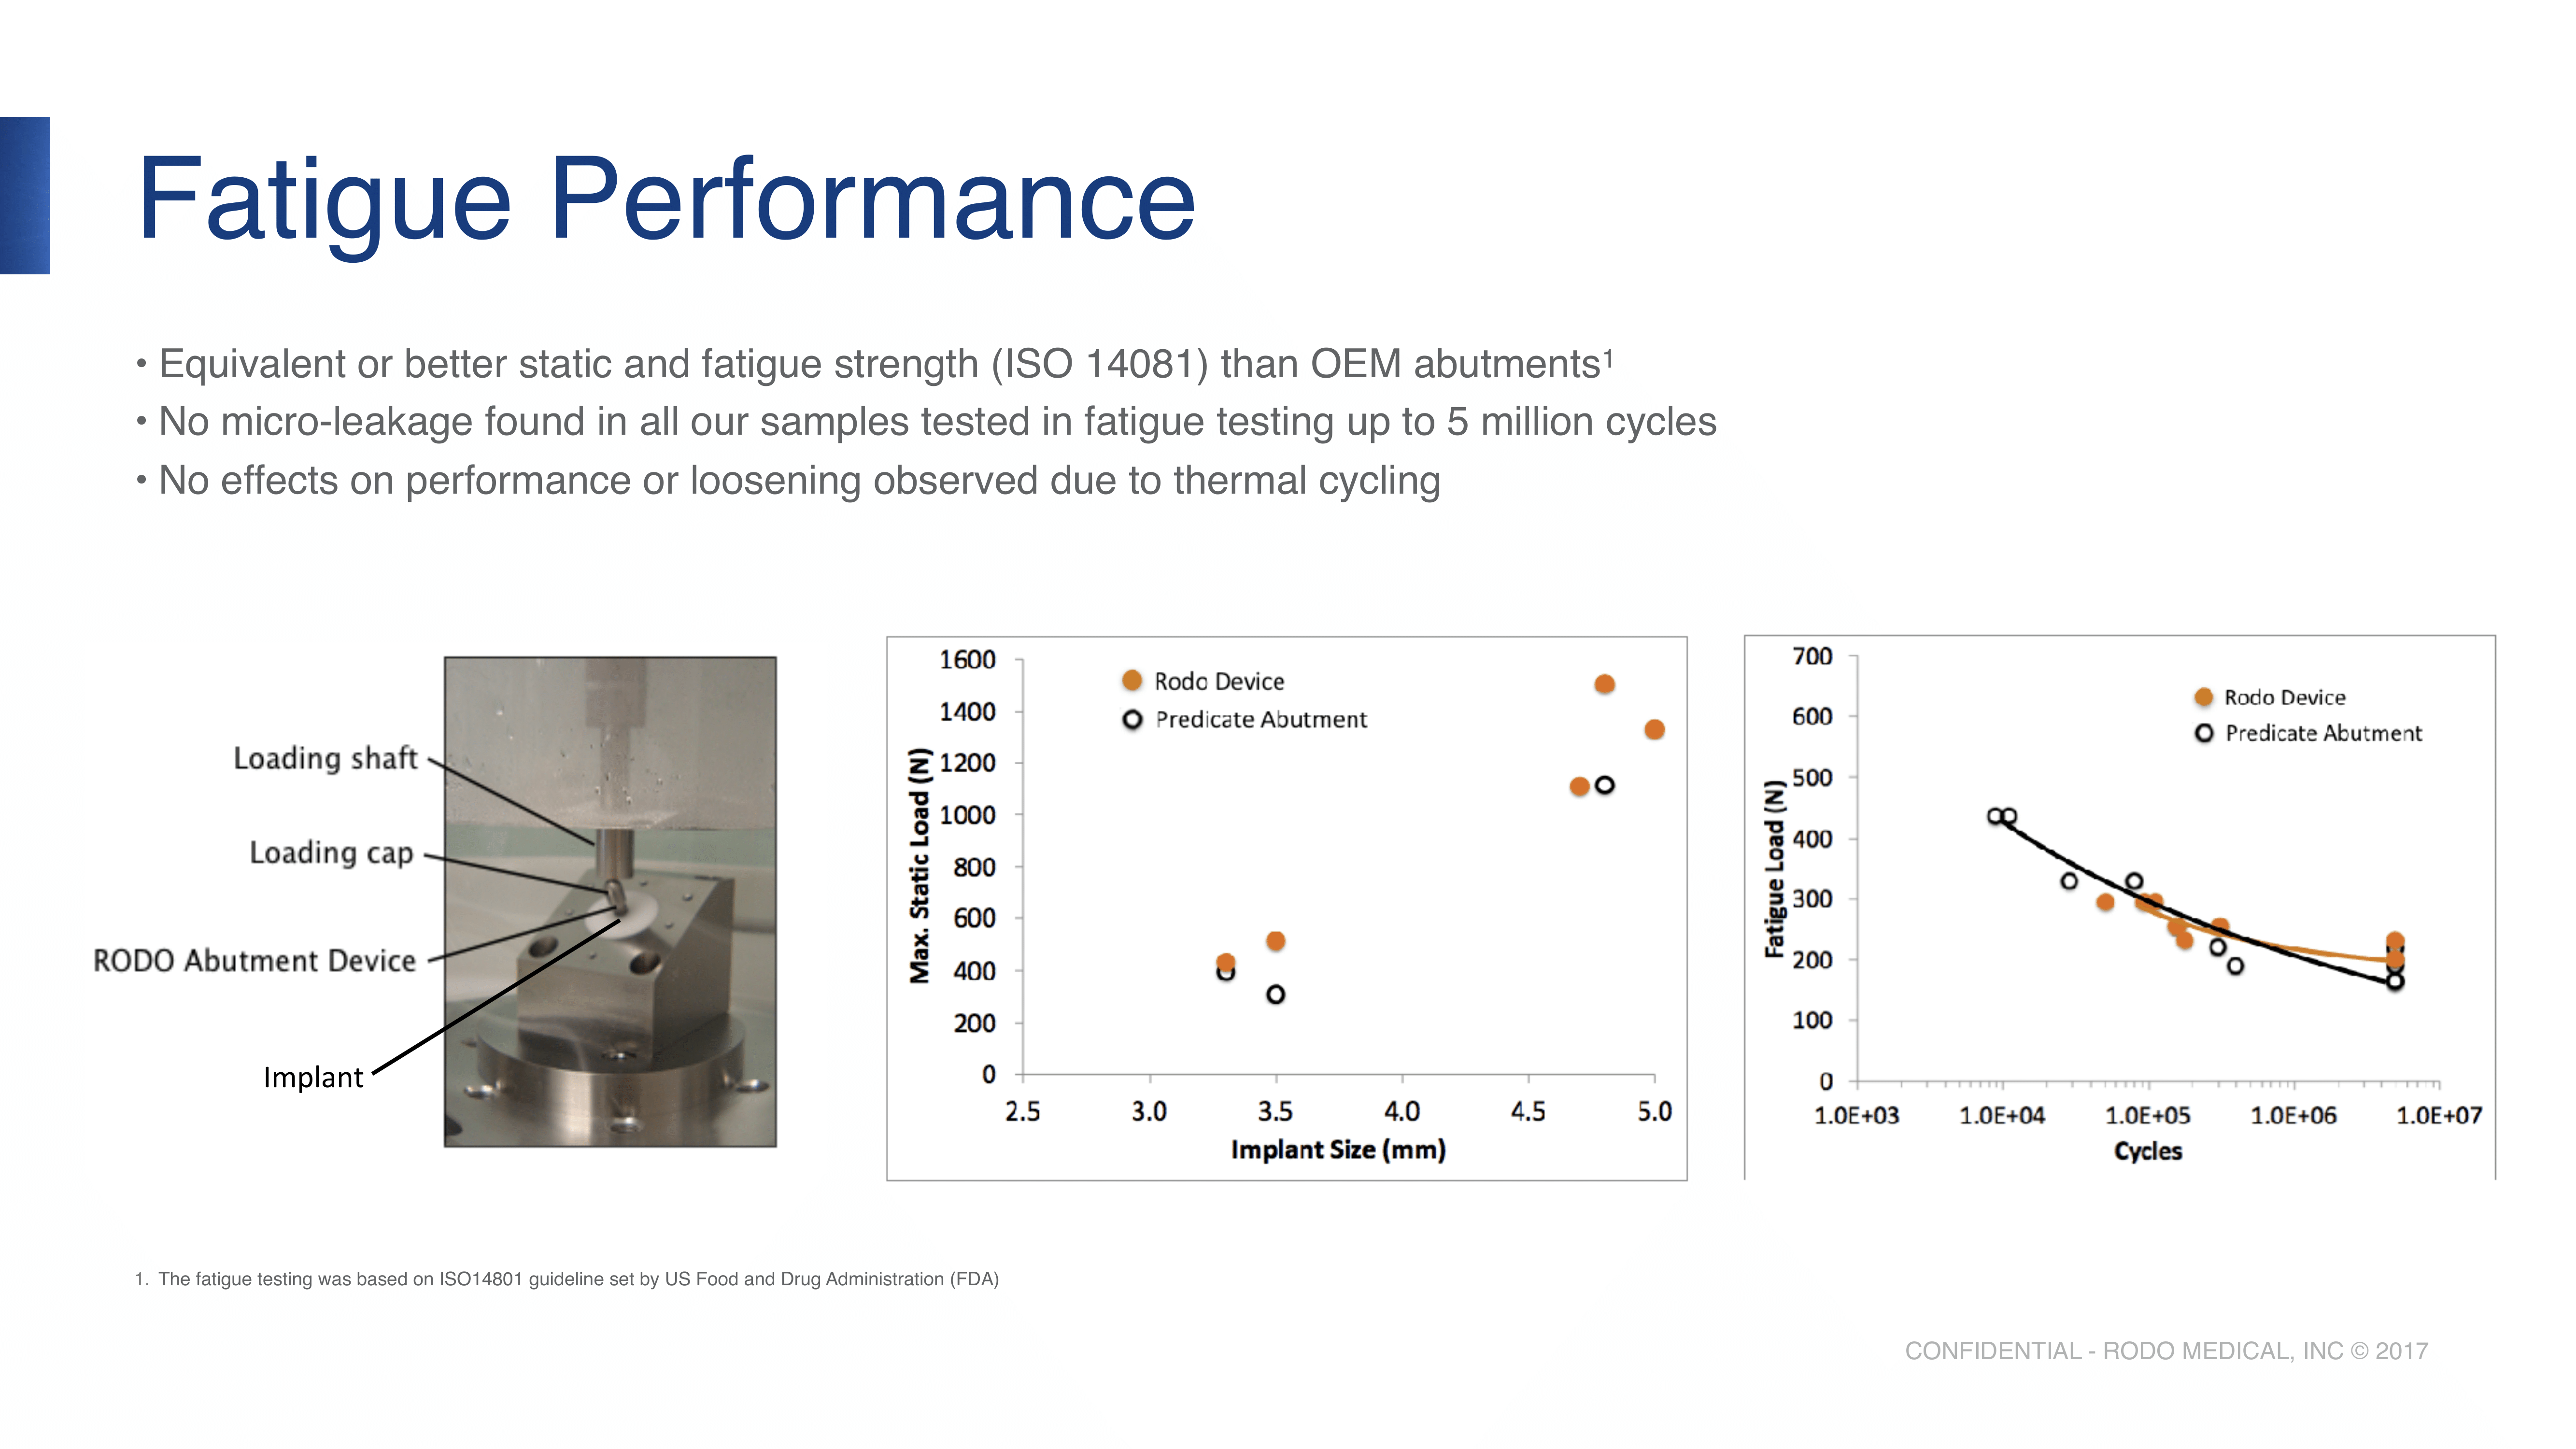 Fatigue Performance
• Equivalent or better static and fatigue strength (ISO 14081) than OEM abutments¹
• No micro-leakage found in all our samples tested in fatigue testing up to 5 million cycles
• No effects on performance or loosening observed due to thermal cycling
Loading shaft
Loading cap
RODO Abutment Device
Implant
Max. Static Load (N)
1600
1400
1200
1000
800
600
400
200
0
Rodo Device
Predicate Abutment
2.5 3.0 3.5 4.0 4.5 5.0
Implant Size (mm)
Fatigue Load (N)
700
600
500
400
300
200
100
0
Rodo Device
Predicate Abutment
1.0E+03 1.0E+04 1.0E+05 1.0E+06 1.0E+07
Cycles
1. The fatigue testing was based on ISO14801 guideline set by US Food and Drug Administration (FDA)
CONFIDENTIAL - RODO MEDICAL, INC © 2017